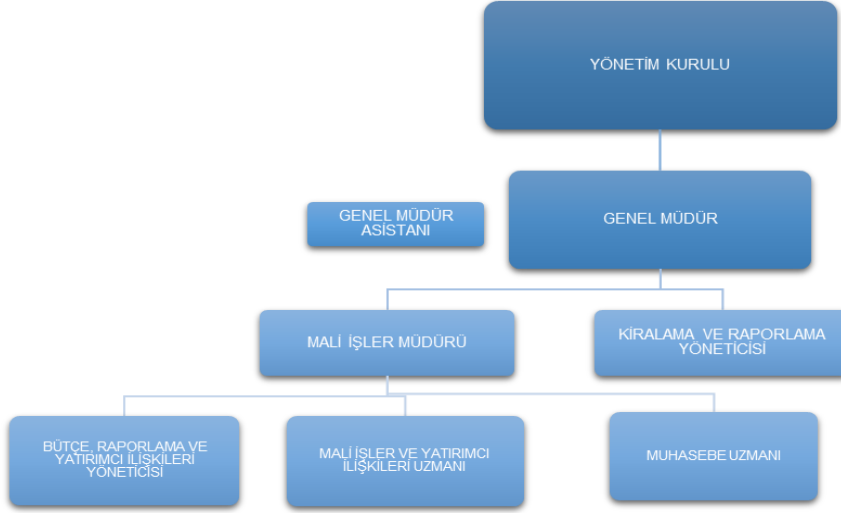 YÖNETİM KURULU
GENEL MÜDÜR
ASİSTANI
GENEL MÜDÜR
MALİ İŞLER MÜDÜRÜ
KİRALAMA VE RAPORLAMA
YÖNETİCİSİ
BÜTÇE, RAPORLAMA VE
YATIRIMCI İLİŞKİLERİ
YÖNETİCİSİ
MALİ İŞLER VE YATIRIMCI
İLİŞKİLERİ UZMANI
MUHASEBE UZMANI